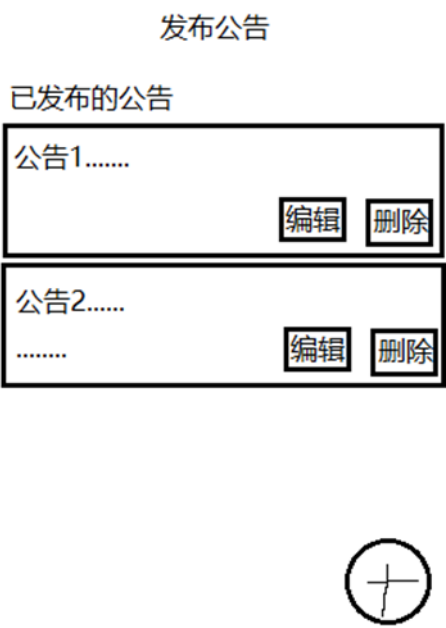 发布公告
已发布的公告
公告1.......
编辑 删除
公告2......
........
编辑 删除